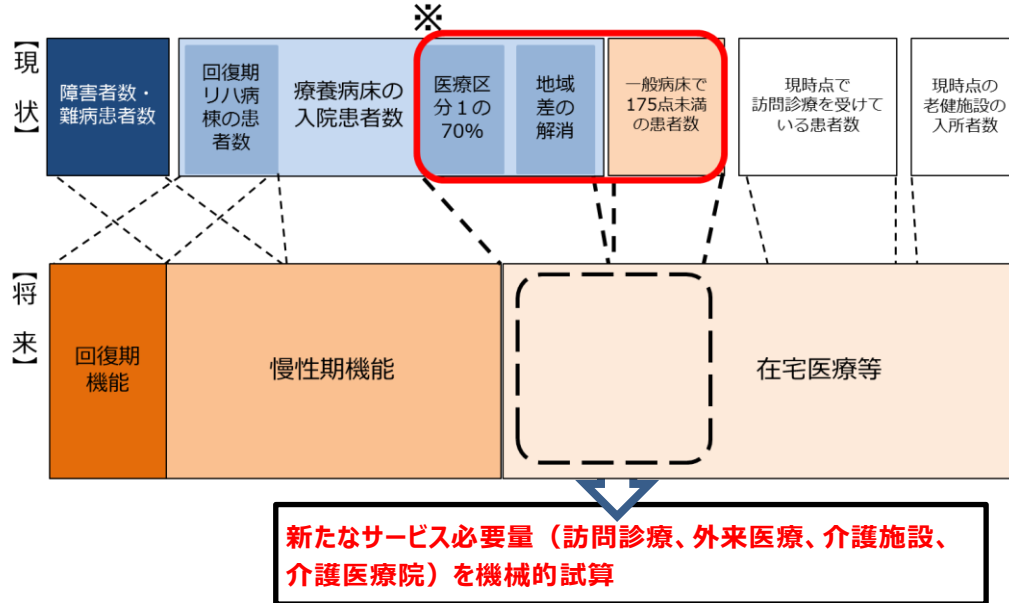 ※
【現状】
障害者数・
難病患者数
回復期
リハ病
棟の患
者数
療養病床の
入院患者数
医療区
分１の
70%
地域
差の
解消
一般病床で
175点未満
の患者数
現時点で
訪問診療を受けて
いる患者数
現時点の
老健施設の
入所者数
【将来】
回復期
機能
慢性期機能
在宅医療等
新たなサービス必要量（訪問診療、外来医療、介護施設、
介護医療院）を機械的試算